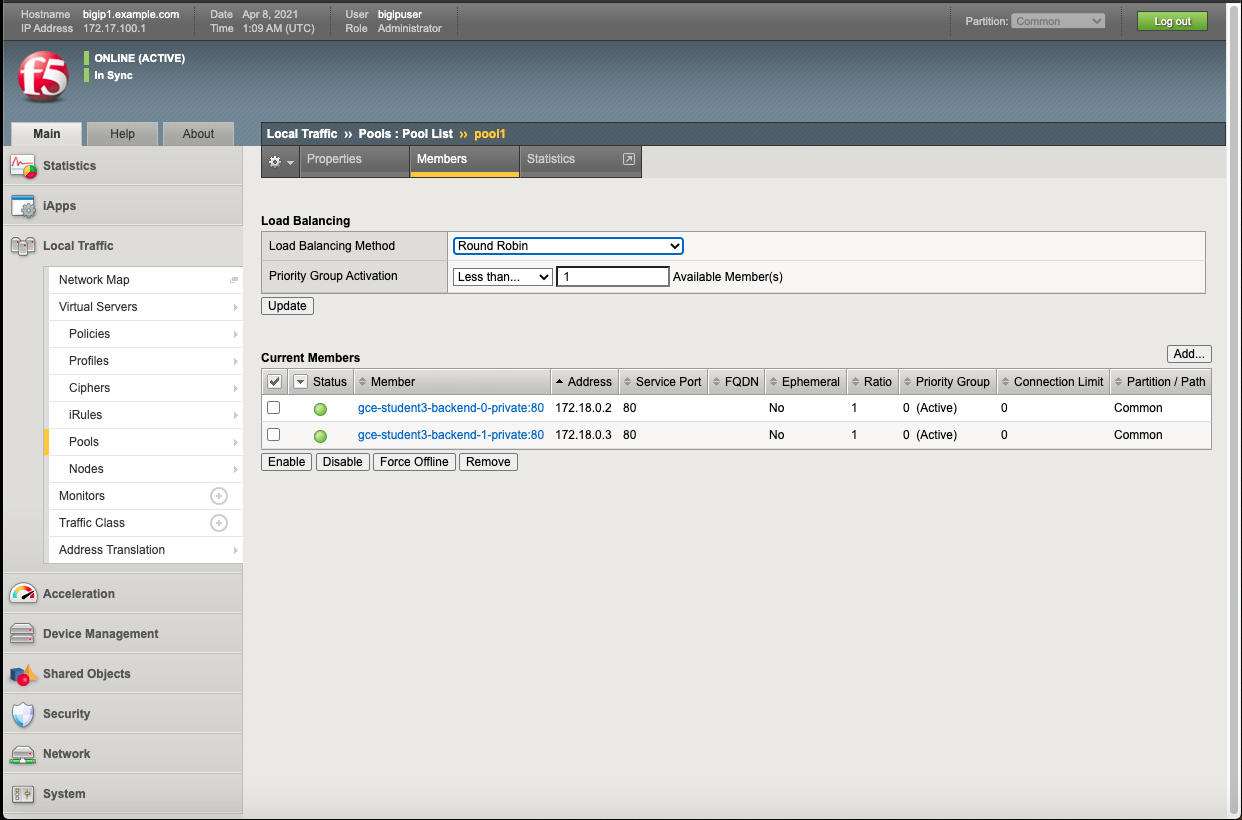 Hostname bigip1.example.com Date Apr 8, 2021 User bigipuser
IP Address 172.17.100.1 Time 1:09 AM (UTC) Role Administrator
Partition: Common Log out
f5
ONLINE (ACTIVE)
In Sync
Main Help About
Statistics
iApps
Local Traffic
Network Map
Virtual Servers
Policies
Profiles
Ciphers
iRules
Pools
Nodes
Monitors
Traffic Class
Address Translation
Acceleration
Device Management
Shared Objects
Security
Network
System
Local Traffic ›› Pools : Pool List ›› pool1
Properties Members Statistics
Load Balancing
Load Balancing Method Round Robin
Priority Group Activation Less than... 1 Available Member(s)
Update
Current Members Add...
Status Member Address Service Port FQDN Ephemeral Ratio Priority Group Connection Limit Partition / Path
gce-student3-backend-0-private:80 172.18.0.2 80 No 1 0 (Active) 0 Common
gce-student3-backend-1-private:80 172.18.0.3 80 No 1 0 (Active) 0 Common
Enable Disable Force Offline Remove